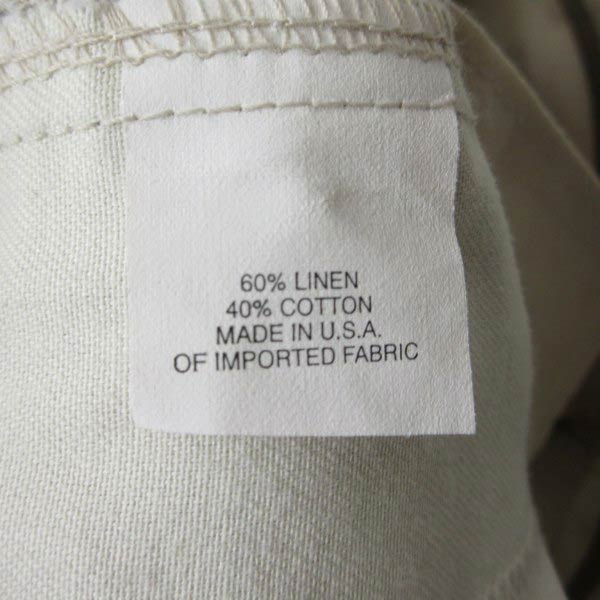 60% LINEN
40% COTTON
MADE IN U.S.A.
OF IMPORTED FABRIC